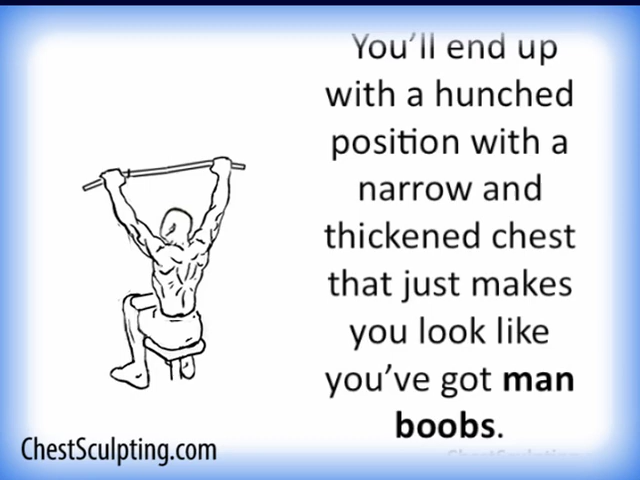 You'll end up
with a hunched
position with a
narrow and
thickened chest
that just makes
you look like
you've got man
boobs.
ChestSculpting.com